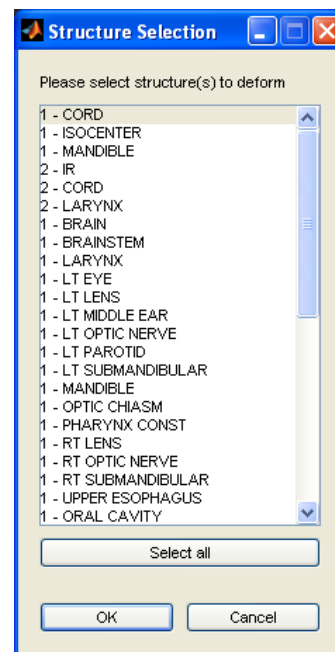 Structure Selection
Please select structure(s) to deform
1 - CORD
1 - ISOCENTER
1 - MANDIBLE
2 - IR
2 - CORD
2 - LARYNX
1 - BRAIN
1 - BRAINSTEM
1 - LARYNX
1 - LT EYE
1 - LT LENS
1 - LT MIDDLE EAR
1 - LT OPTIC NERVE
1 - LT PAROTID
1 - LT SUBMANDIBULAR
1 - MANDIBLE
1 - OPTIC CHIASM
1 - PHARYNX CONST
1 - RT LENS
1 - RT OPTIC NERVE
1 - RT SUBMANDIBULAR
1 - UPPER ESOPHAGUS
1 - ORAL CAVITY
Select all
OK Cancel